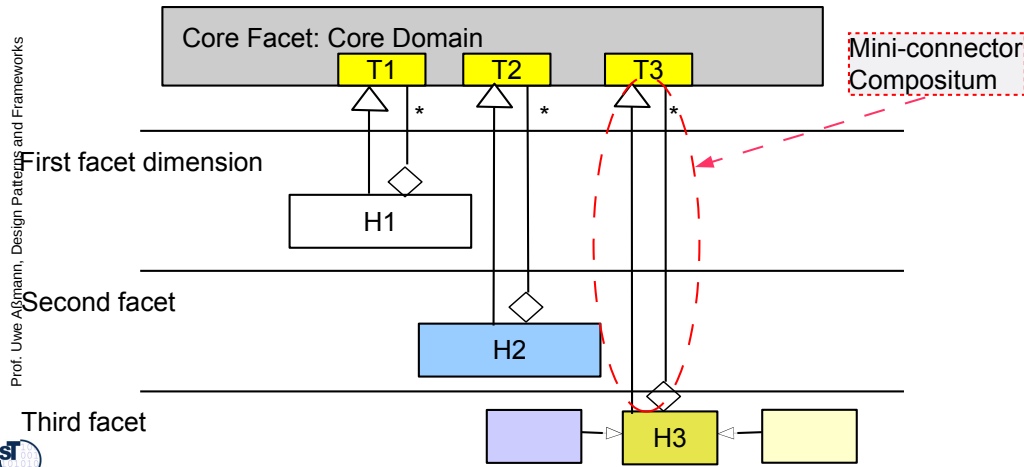 Core Facet: Core Domain
T1
T2
T3
*
*
*
Mini-connector
Compositum
First facet dimension
H1
Second facet
H2
Third facet
H3
Prof. Uwe Aßmann, Design Patterns and Frameworks
ST